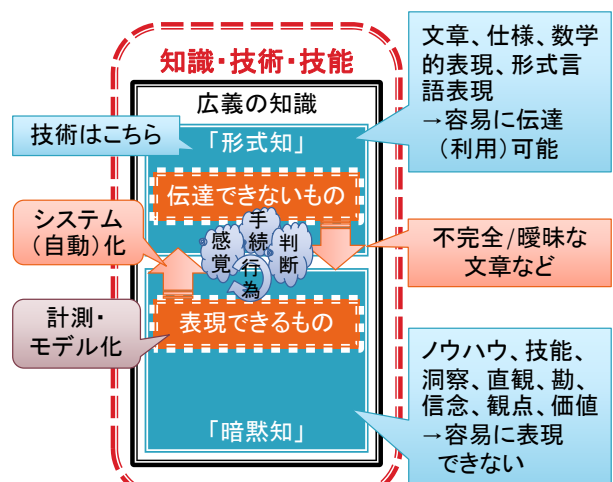 知識・技術・技能
広義の知識
「形式知」
伝達できないもの
感覚
手続
判断
行為
表現できるもの
「暗黙知」
技術はこちら
システム
（自動）化
計測・
モデル化
文章、仕様、数学
的表現、形式言
語表現
→容易に伝達
（利用）可能
不完全/曖昧な
文章など
ノウハウ、技能、
洞察、直観、勘、
信念、観点、価値
→容易に表現
できない